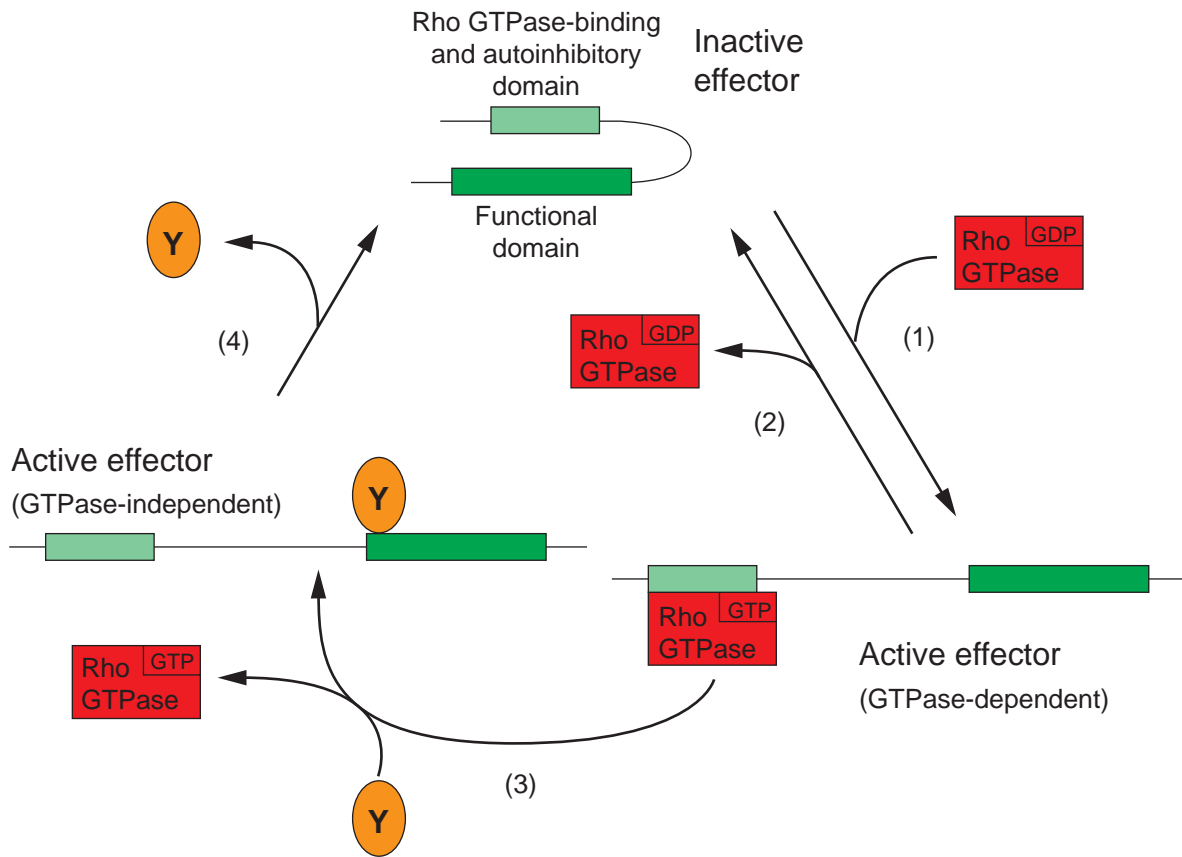 Rho GTPase-binding
and autoinhibitory
domain
Inactive
effector
Functional
domain
Y
Rho GDP
GTPase
(4)
(1)
Rho GDP
GTPase
(2)
Active effector
(GTPase-independent)
Y
Rho GTP
GTPase
Active effector
(GTPase-dependent)
Rho GTP
GTPase
(3)
Y